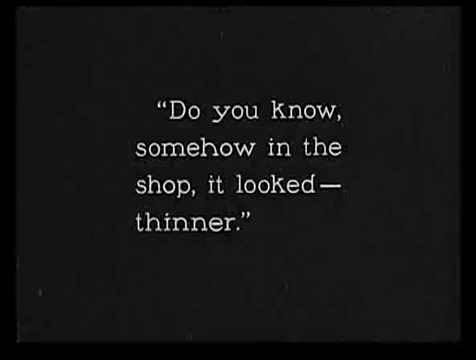 “Do you know,
somehow in the
shop, it looked—
thinner.”